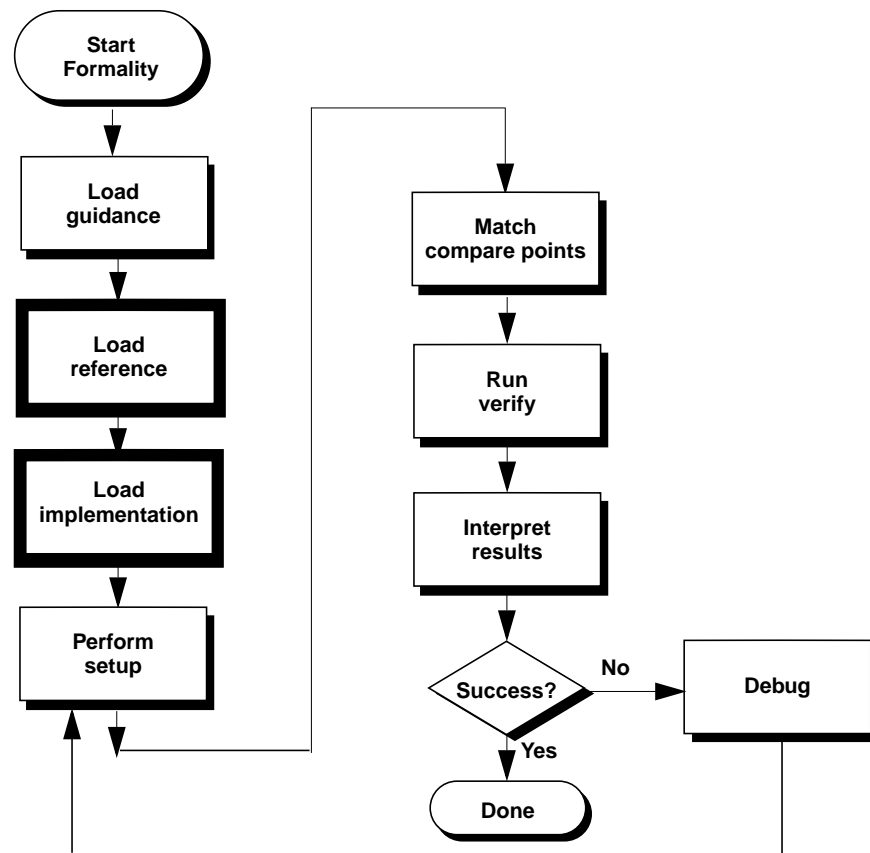 Start
Formality
Load
guidance
Load
reference
Load
implementation
Perform
setup
Match
compare points
Run
verify
Interpret
results
Success?
No
Debug
Yes
Done